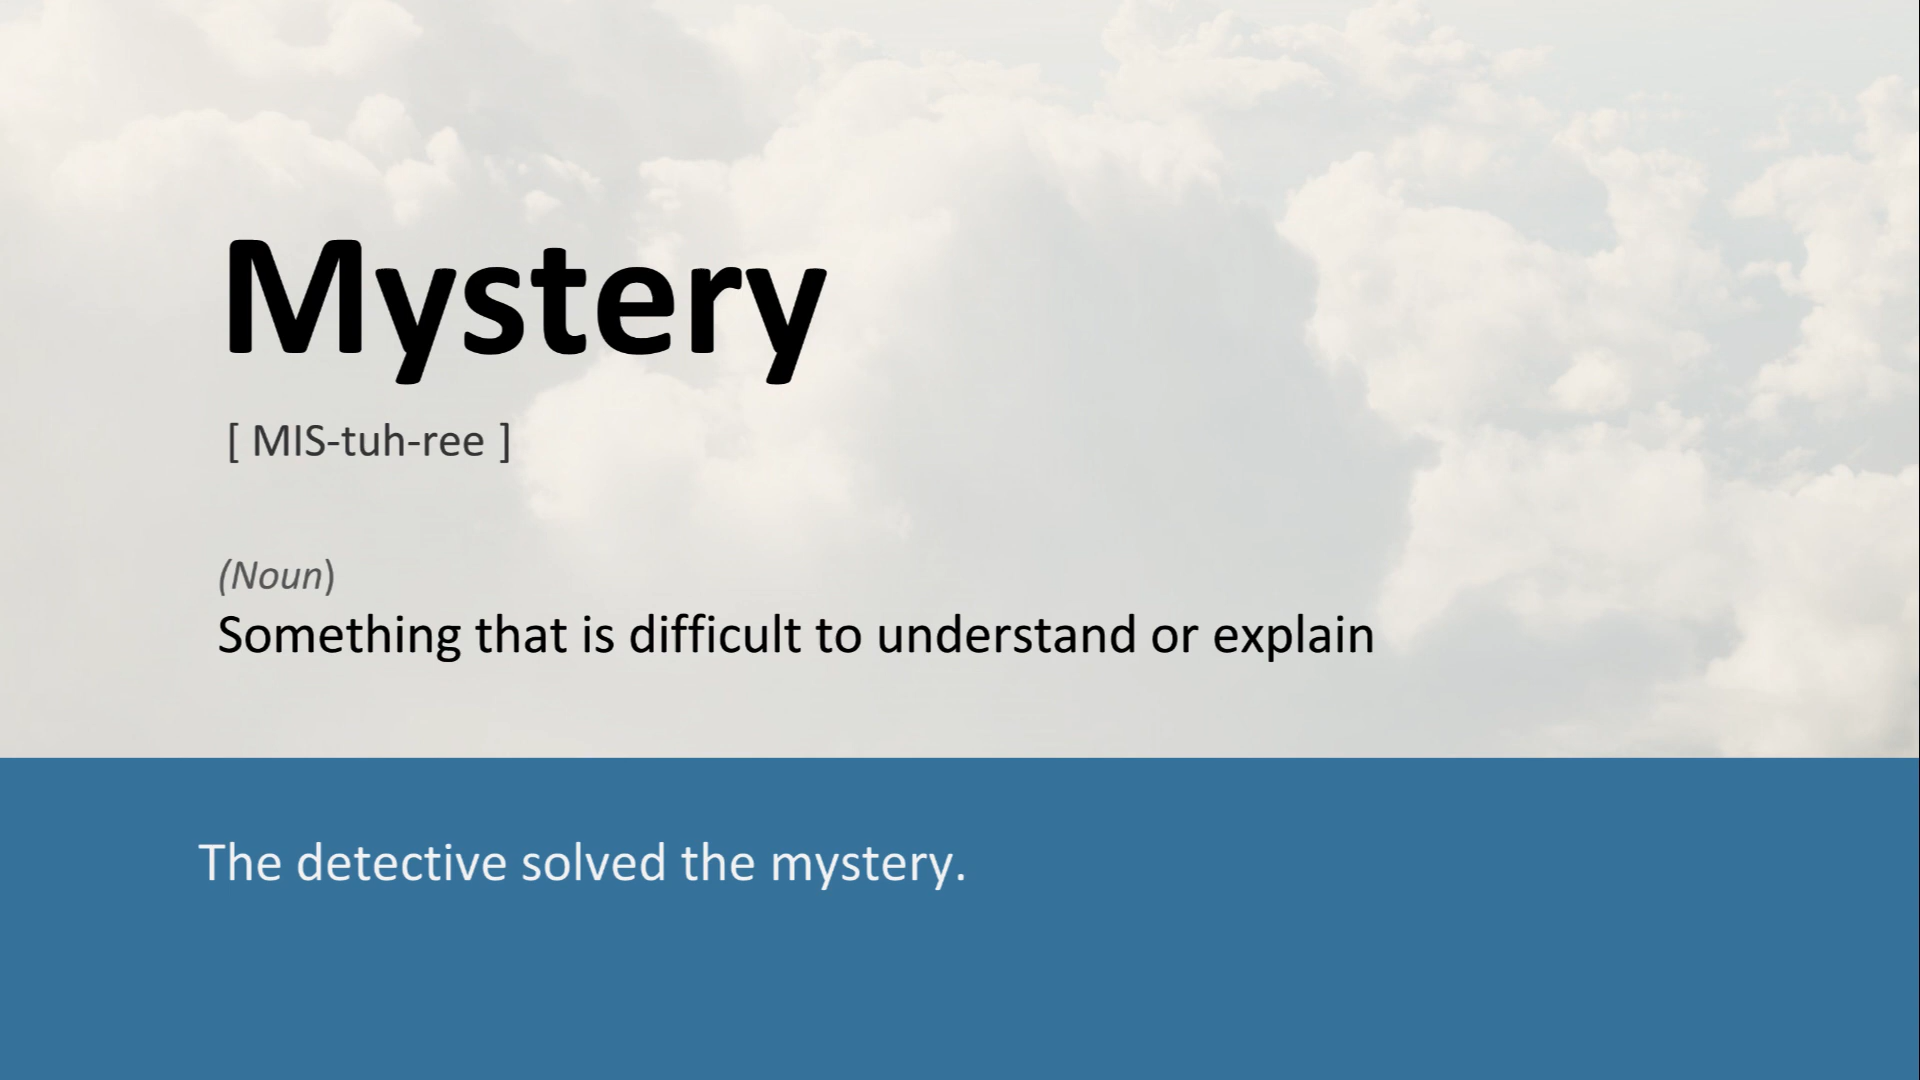 Mystery
[ MIS-tuh-ree ]
(Noun)
Something that is difficult to understand or explain
The detective solved the mystery.